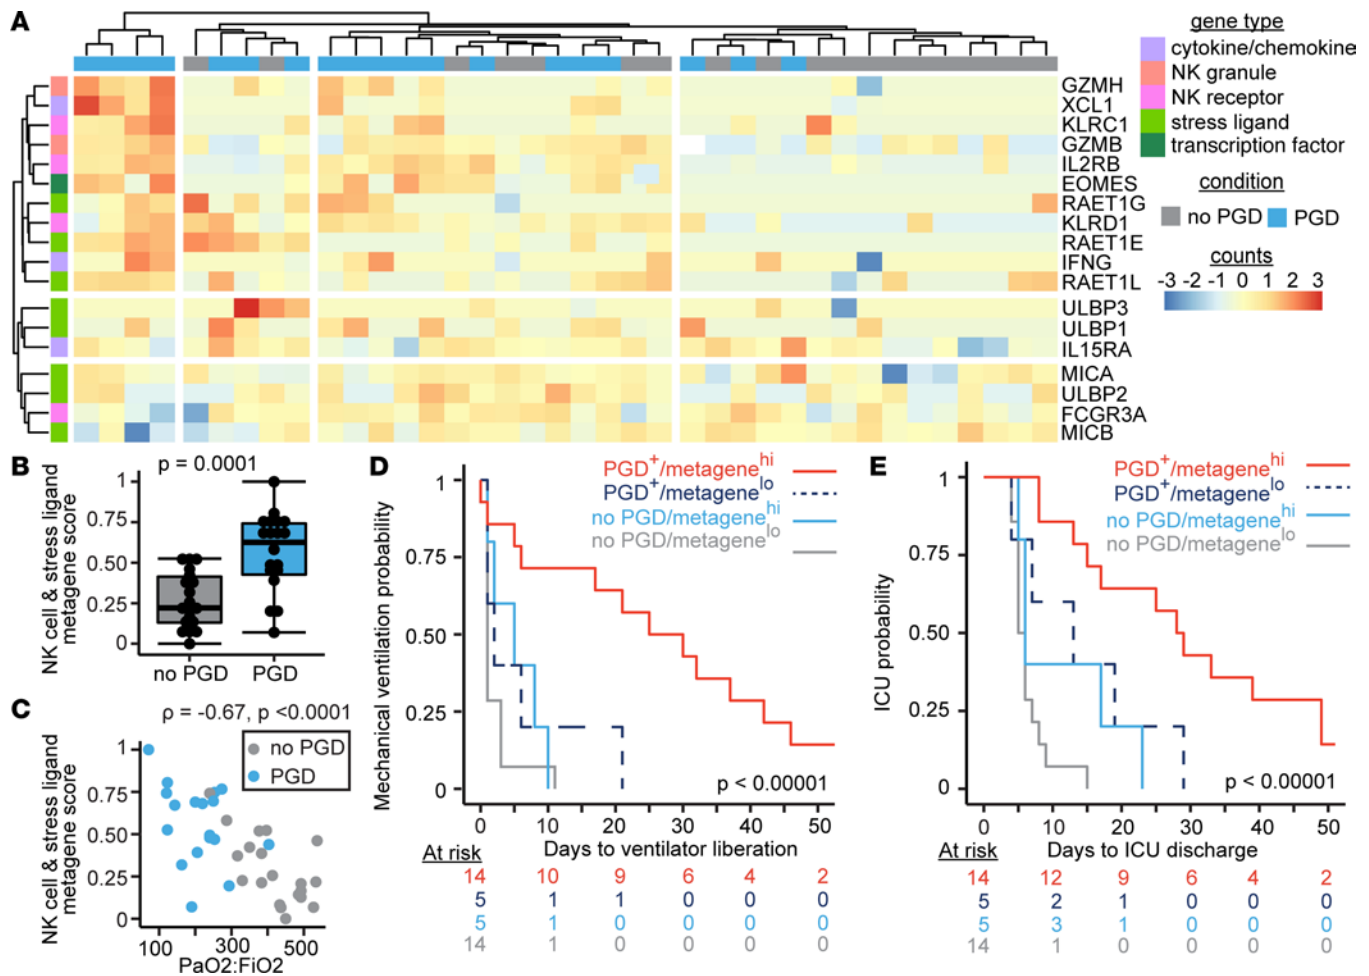 A
gene type
cytokine/chemokine
NK granule
NK receptor
stress ligand
transcription factor
condition
no PGD
PGD
counts
-3 -2 -1 0 1 2 3
GZMH
XCL1
KLRC1
GZMB
IL2RB
EOMES
RAET1G
KLRD1
RAET1E
IFNG
RAET1L
ULBP3
ULBP1
IL15RA
MICA
ULBP2
FCGR3A
MICB
B
p = 0.0001
NK cell & stress ligand
metagene score
1
0.75
0.50
0.25
0
no PGD PGD
C
ρ = -0.67, p <0.0001
no PGD
PGD
NK cell & stress ligand
metagene score
1
0.75
0.50
0.25
0
100 300 500
PaO2:FiO2
D
PGD+/metagenehi
PGD+/metagenelo
no PGD/metagenehi
no PGD/metagenelo
Mechanical ventilation probability
1
0.75
0.50
0.25
0
p < 0.00001
0 10 20 30 40 50
Days to ventilator liberation
At risk
14 10 9 6 4 2
5 1 1 0 0 0
5 1 0 0 0 0
14 1 0 0 0 0
E
PGD+/metagenehi
PGD+/metagenelo
no PGD/metagenehi
no PGD/metagenelo
ICU probability
1
0.75
0.50
0.25
0
p < 0.00001
0 10 20 30 40 50
Days to ICU discharge
At risk
14 12 9 6 4 2
5 2 1 0 0 0
5 3 1 0 0 0
14 1 0 0 0 0